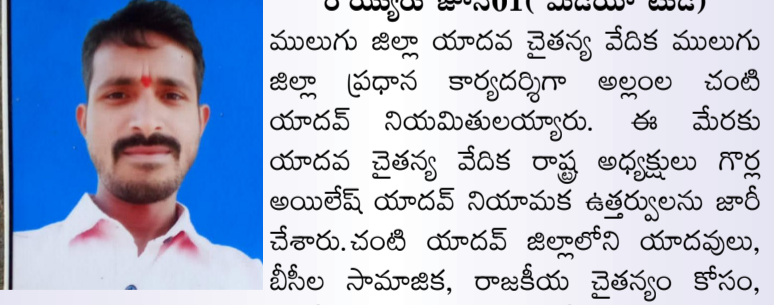 జూన్01( మీడియా టుడే)
ములుగు జిల్లా యాదవ చైతన్య వేదిక ములుగు
జిల్లా ప్రధాన కార్యదర్శిగా అల్లంల చంటి
యాదవ్ నియమితులయ్యారు. ఈ మేరకు
యాదవ చైతన్య వేదిక రాష్ట్ర అధ్యక్షులు గొర్ల
అయిలేష్ యాదవ్ నియామక ఉత్తర్వులను జారీ
చేశారు.చంటి యాదవ్ జిల్లాలోని యాదవులు,
బీసీల సామాజిక, రాజకీయ చైతన్యం కోసం,